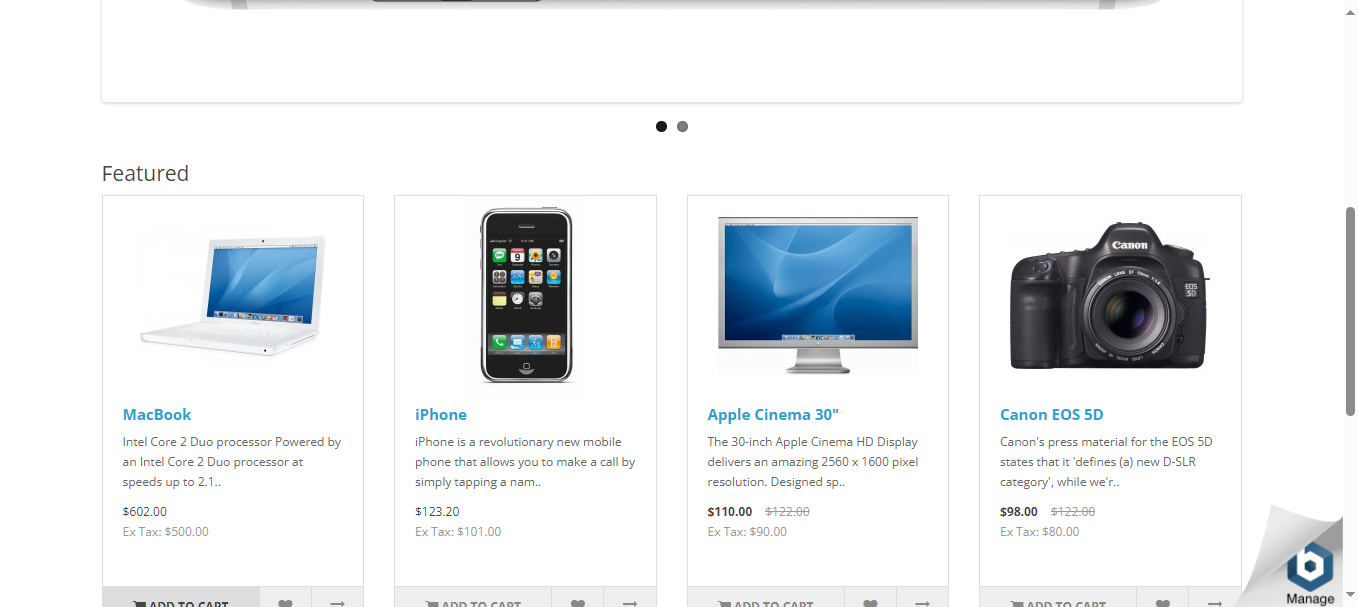 Featured
Canon
EOS
5D
MacBook
Intel Core 2 Duo processor Powered by
an Intel Core 2 Duo processor at
speeds up to 2.1..
$602.00
Ex Tax: $500.00
ADD TO CART
iPhone
iPhone is a revolutionary new mobile
phone that allows you to make a call by
simply tapping a nam..
$123.20
Ex Tax: $101.00
ADD TO CART
Apple Cinema 30"
The 30-inch Apple Cinema HD Display
delivers an amazing 2560 x 1600 pixel
resolution. Designed sp..
$110.00 $122.00
Ex Tax: $90.00
ADD TO CART
Canon EOS 5D
Canon's press material for the EOS 5D
states that it 'defines (a) new D-SLR
category', while we'r..
$98.00 $122.00
Ex Tax: $80.00
ADD TO CART
b
Manage